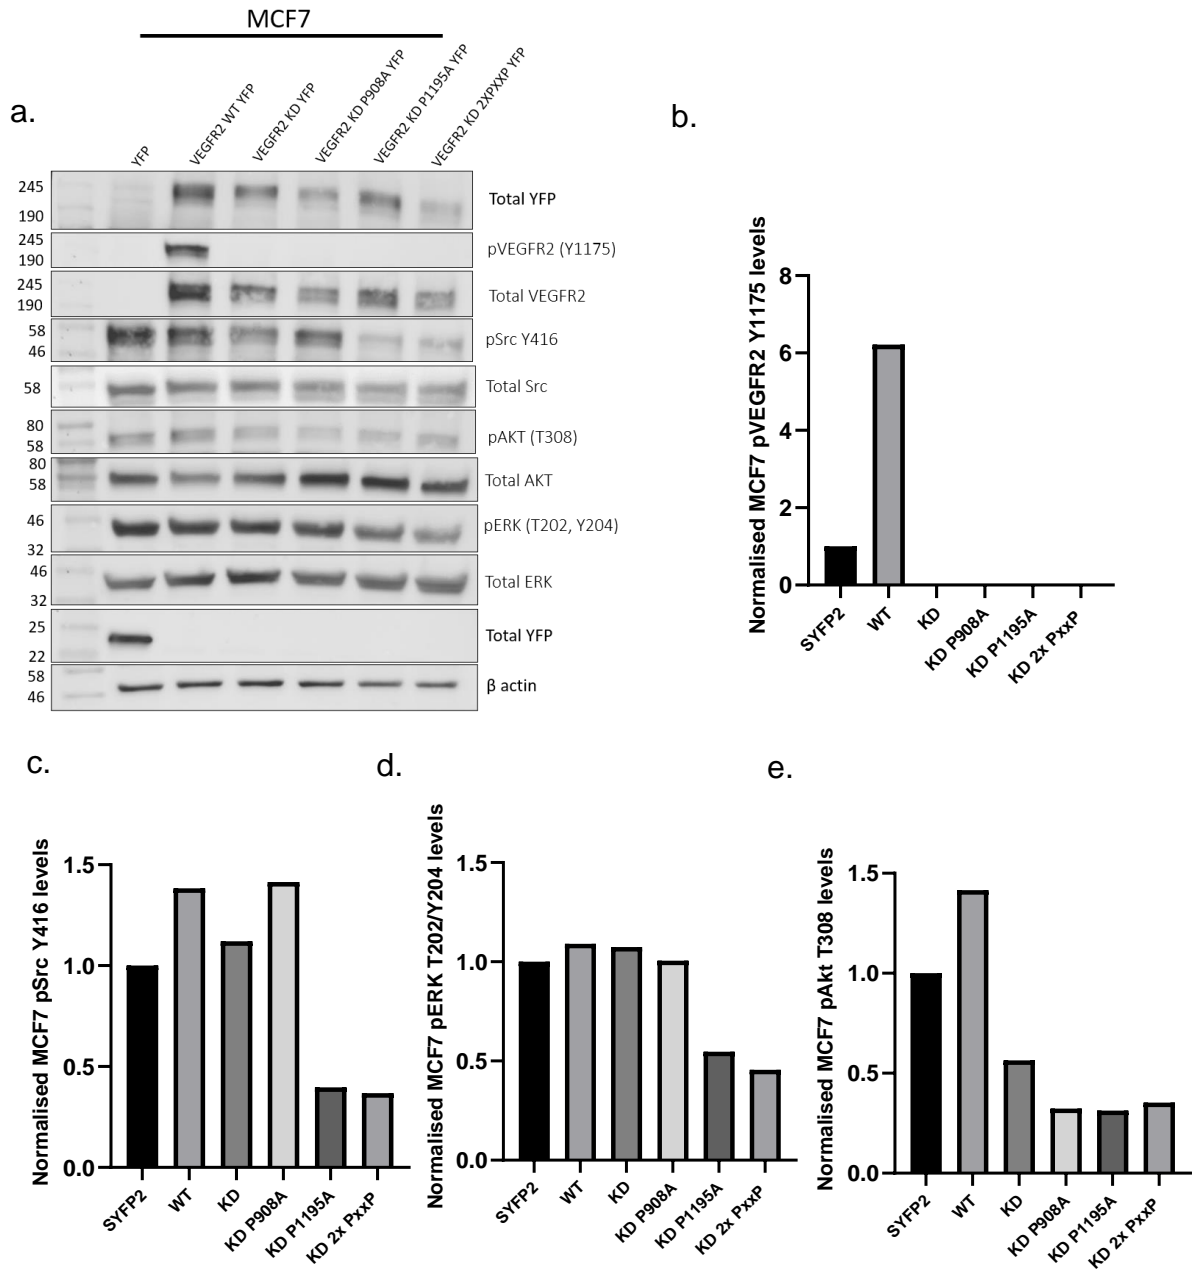 MCF7
a.
YFP
VEGFR2 WT YFP
VEGFR2 KD YFP
VEGFR2 KD P908A YFP
VEGFR2 KD P1195A YFP
VEGFR2 KD 2XPXXP YFP
245
190
Total YFP
245
190
pVEGFR2 (Y1175)
245
190
Total VEGFR2
58
46
pSrc Y416
58
Total Src
80
58
pAKT (T308)
80
58
Total AKT
46
32
pERK (T202, Y204)
46
32
Total ERK
25
22
Total YFP
58
46
β actin
b.
Normalised MCF7 pVEGFR2 Y1175 levels
8
6
4
2
0
SYFP2
WT
KD
KD P908A
KD P1195A
KD 2x PxxP
c.
Normalised MCF7 pSrc Y416 levels
1.5
1.0
0.5
0.0
SYFP2
WT
KD
KD P908A
KD P1195A
KD 2x PxxP
d.
Normalised MCF7 pERK T202/Y204 levels
1.5
1.0
0.5
0.0
SYFP2
WT
KD
KD P908A
KD P1195A
KD 2x PxxP
e.
Normalised MCF7 pAkt T308 levels
1.5
1.0
0.5
0.0
SYFP2
WT
KD
KD P908A
KD P1195A
KD 2x PxxP